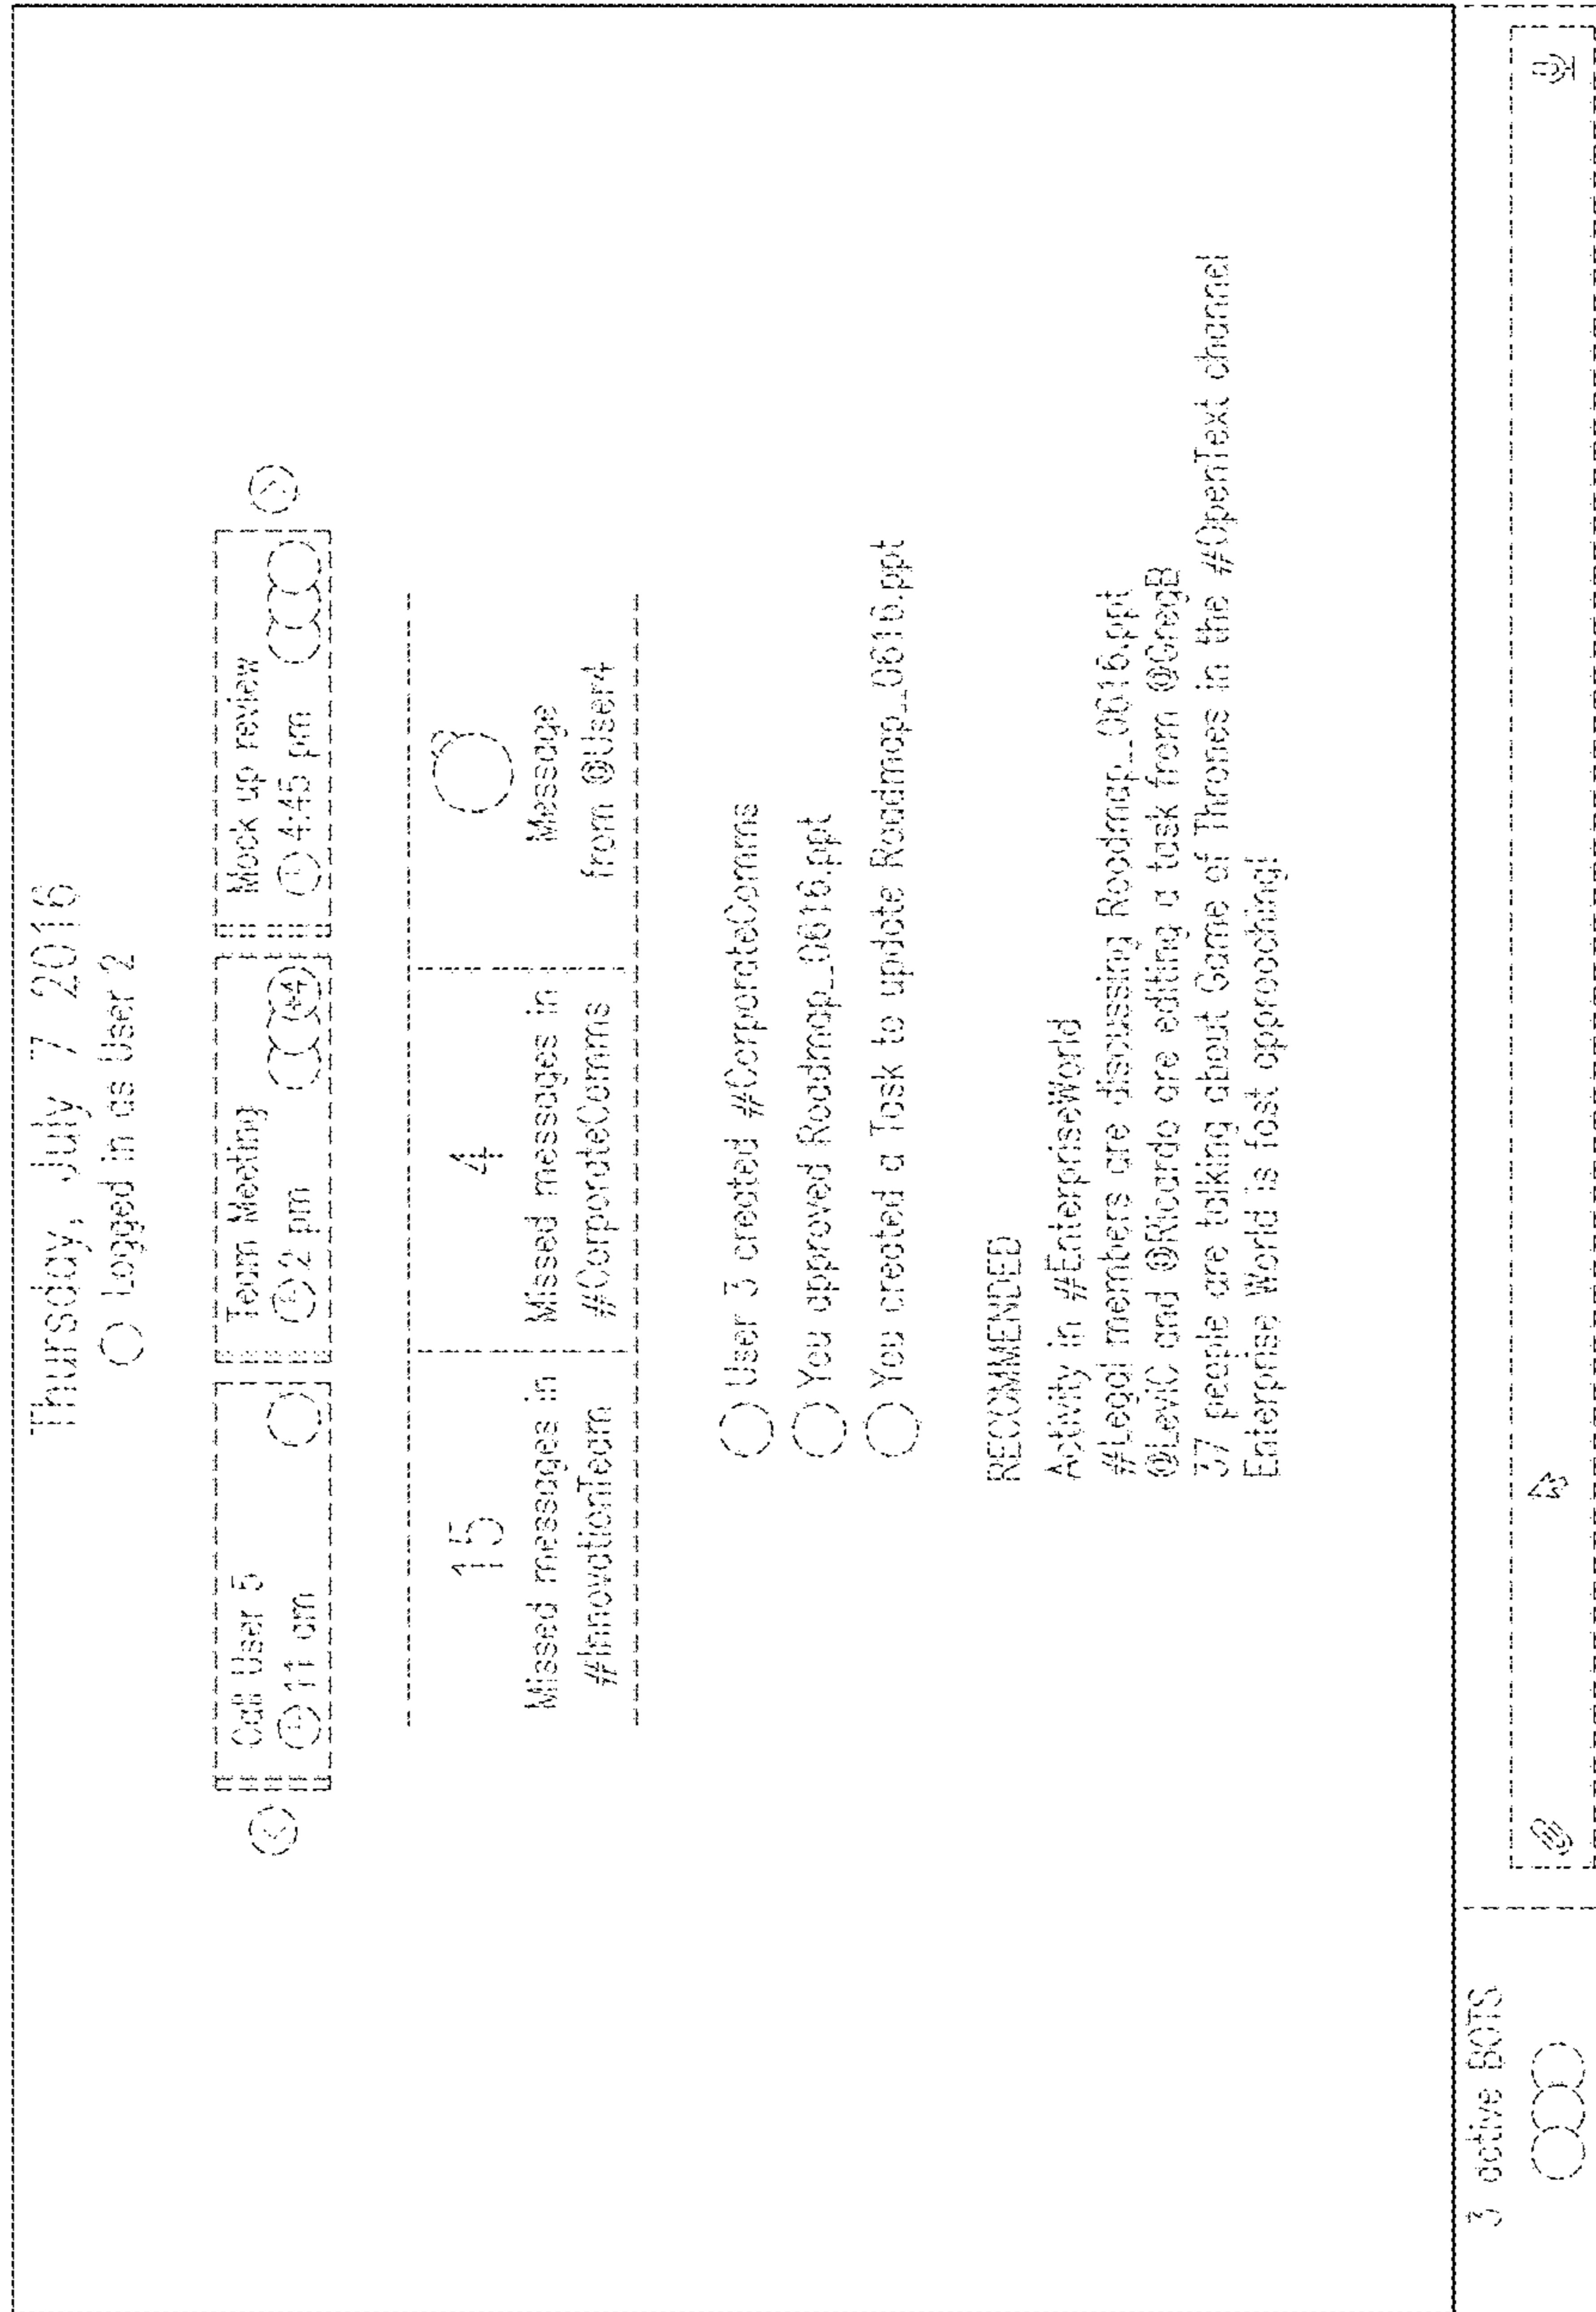 Thursday, July 7 2016
Logged in as User 2
Call User 5
11 am
Team Meeting
2 pm
+4
Mock up review
4:45 pm
15
Missed messages in
#InnovationTeam
4
Missed messages in
#CorporateComms
Message
from @User4
User 3 created #CorporateComms
You approved Roadmap_0616.ppt
You created a Task to update Roadmap_0616.ppt
RECOMMENDED
Activity in #EnterpriseWorld
#Legal members are discussing Roadmap_0616.ppt
@LeviC and @Ricardo are editing a task from @GregB
37 people are talking about Game of Thrones in the #OpenText channel
Enterprise World is fast approaching!
3 active BOTS